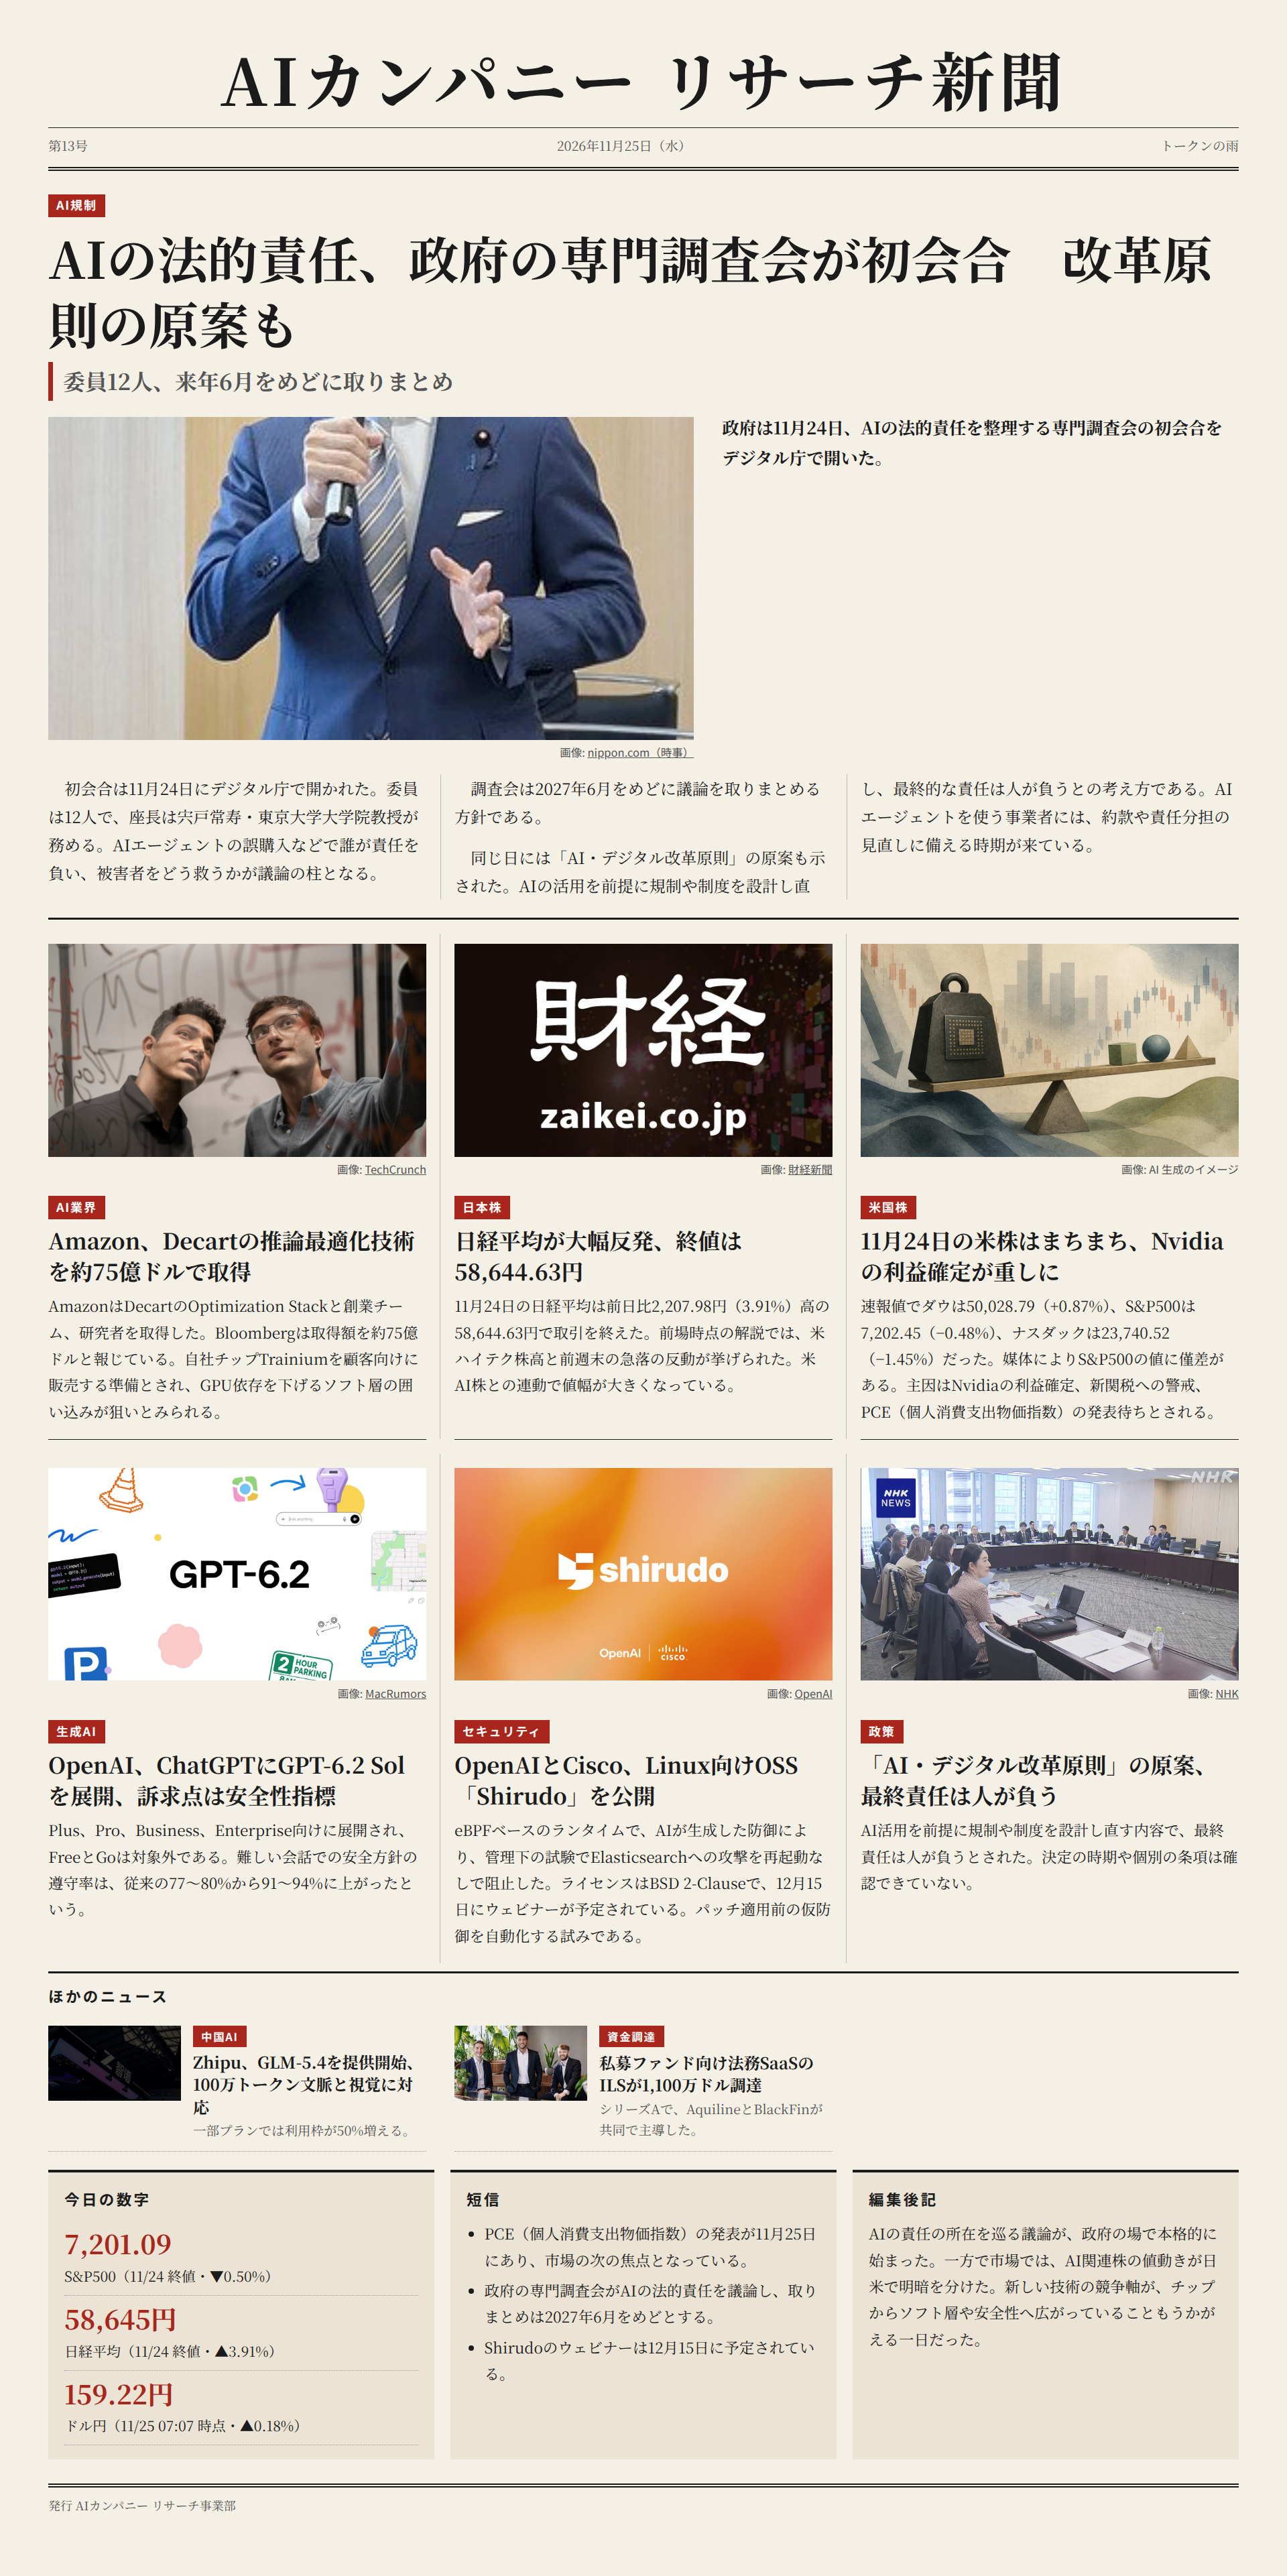 AIカンパニー リサーチ新聞
第13号
2026年11月25日（水）
トークンの雨
AI規制
AIの法的責任、政府の専門調査会が初会合　改革原
則の原案も
委員12人、来年6月をめどに取りまとめ
政府は11月24日、AIの法的責任を整理する専門調査会の初会合を
デジタル庁で開いた。
画像: nippon.com（時事）
初会合は11月24日にデジタル庁で開かれた。委員
は12人で、座長は宍戸常寿・東京大学大学院教授が
務める。AIエージェントの誤購入などで誰が責任を
負い、被害者をどう救うかが議論の柱となる。
調査会は2027年6月をめどに議論を取りまとめる
方針である。
同じ日には「AI・デジタル改革原則」の原案も示
された。AIの活用を前提に規制や制度を設計し直
し、最終的な責任は人が負うとの考え方である。AI
エージェントを使う事業者には、約款や責任分担の
見直しに備える時期が来ている。
画像: TechCrunch
AI業界
Amazon、Decartの推論最適化技術
を約75億ドルで取得
AmazonはDecartのOptimization Stackと創業チー
ム、研究者を取得した。Bloombergは取得額を約75億
ドルと報じている。自社チップTrainiumを顧客向けに
販売する準備とされ、GPU依存を下げるソフト層の囲
い込みが狙いとみられる。
財経
zaikei.co.jp
画像: 財経新聞
日本株
日経平均が大幅反発、終値は
58,644.63円
11月24日の日経平均は前日比2,207.98円（3.91%）高の
58,644.63円で取引を終えた。前場時点の解説では、米
ハイテク株高と前週末の急落の反動が挙げられた。米
AI株との連動で値幅が大きくなっている。
画像: AI 生成のイメージ
米国株
11月24日の米株はまちまち、Nvidia
の利益確定が重しに
速報値でダウは50,028.79（+0.87%）、S&P500は
7,202.45（−0.48%）、ナスダックは23,740.52
（−1.45%）だった。媒体によりS&P500の値に僅差が
ある。主因はNvidiaの利益確定、新関税への警戒、
PCE（個人消費支出物価指数）の発表待ちとされる。
GPT-6.2
P
2 HOUR
PARKING
画像: MacRumors
生成AI
OpenAI、ChatGPTにGPT-6.2 Sol
を展開、訴求点は安全性指標
Plus、Pro、Business、Enterprise向けに展開され、
FreeとGoは対象外である。難しい会話での安全方針の
遵守率は、従来の77〜80%から91〜94%に上がったと
いう。
shirudo
OpenAI
CISCO
画像: OpenAI
セキュリティ
OpenAIとCisco、Linux向けOSS
「Shirudo」を公開
eBPFベースのランタイムで、AIが生成した防御によ
り、管理下の試験でElasticsearchへの攻撃を再起動な
しで阻止した。ライセンスはBSD 2-Clauseで、12月15
日にウェビナーが予定されている。パッチ適用前の仮防
御を自動化する試みである。
NHK
NEWS
NHK
画像: NHK
政策
「AI・デジタル改革原則」の原案、
最終責任は人が負う
AI活用を前提に規制や制度を設計し直す内容で、最終
責任は人が負うとされた。決定の時期や個別の条項は確
認できていない。
ほかのニュース
中国AI
Zhipu、GLM-5.4を提供開始、
100万トークン文脈と視覚に対
応
一部プランでは利用枠が50%増える。
資金調達
私募ファンド向け法務SaaSの
ILSが1,100万ドル調達
シリーズAで、AquilineとBlackFinが
共同で主導した。
今日の数字
7,201.09
S&P500（11/24 終値・▼0.50%）
58,645円
日経平均（11/24 終値・▲3.91%）
159.22円
ドル円（11/25 07:07 時点・▲0.18%）
短信
• PCE（個人消費支出物価指数）の発表が11月25日
にあり、市場の次の焦点となっている。
• 政府の専門調査会がAIの法的責任を議論し、取り
まとめは2027年6月をめどとする。
• Shirudoのウェビナーは12月15日に予定されてい
る。
編集後記
AIの責任の所在を巡る議論が、政府の場で本格的に
始まった。一方で市場では、AI関連株の値動きが日
米で明暗を分けた。新しい技術の競争軸が、チップ
からソフト層や安全性へ広がっていることもうかが
える一日だった。
発行 AIカンパニー リサーチ事業部